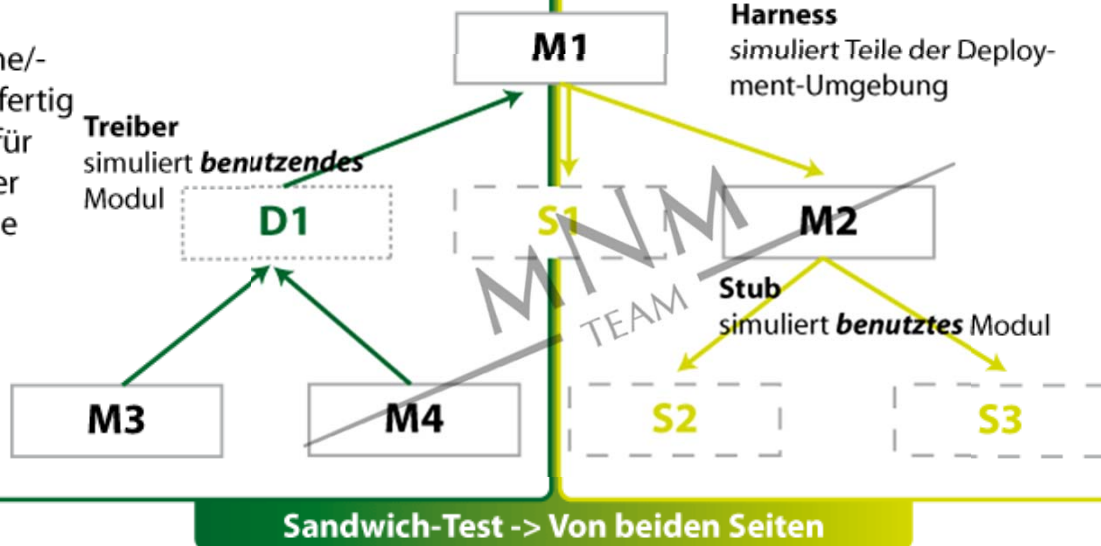 M1
Harness
simuliert Teile der Deploy-
ment-Umgebung
ne/-
fertig
für
er
e
Treiber
simuliert benutzendes
Modul
D1
S1
M2
MNM
TEAM
Stub
simuliert benutztes Modul
M3
M4
S2
S3
Sandwich-Test -> Von beiden Seiten